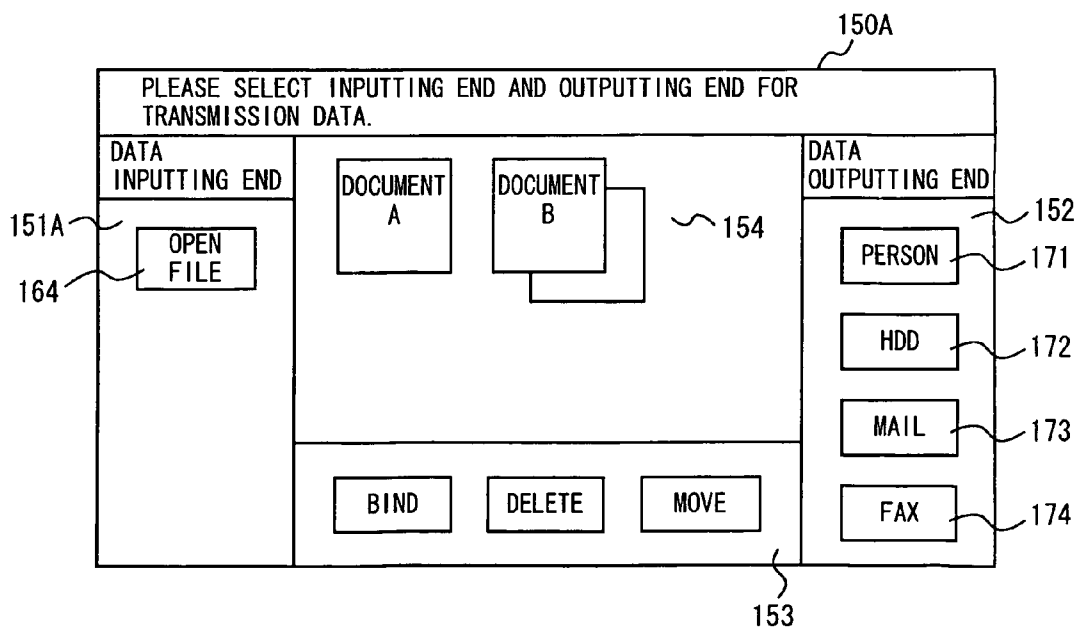 150A
PLEASE SELECT INPUTTING END AND OUTPUTTING END FOR
TRANSMISSION DATA.
DATA
INPUTTING END
151A
OPEN
FILE
164
DOCUMENT
A
DOCUMENT
B
154
DATA
OUTPUTTING END
152
PERSON
171
HDD
172
MAIL
173
FAX
174
BIND
DELETE
MOVE
153